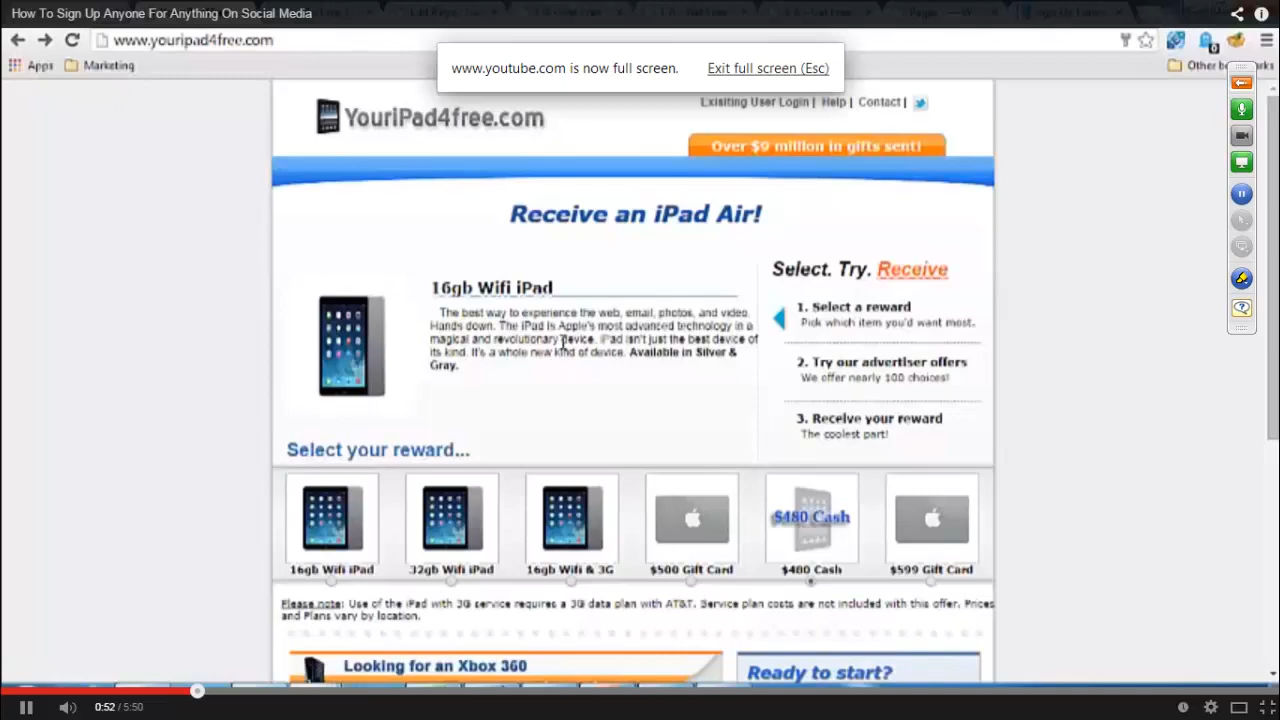 How To Sign Up Anyone For Anything On Social Media
www.youripad4free.com
Apps Marketing
www.youtube.com is now full screen. Exit full screen (Esc)
Lxisiting User Login | Help | Contact |
YouriPad4free.com
Over $9 million in gifts sent!
Receive an iPad Air!
16gb Wifi iPad
The best way to experience the web, email, photos, and video.
Hands down. The iPad is Apple's most advanced technology in a
magical and revolutionary device. iPad isn't just the best device of
its kind. It's a whole new kind of device. Available in Silver &
Gray.
Select. Try. Receive
1. Select a reward
Pick which item you'd want most.
2. Try our advertiser offers
We offer nearly 100 choices!
3. Receive your reward
The coolest part!
Select your reward...
$480 Cash
16gb Wifi iPad 32gb Wifi iPad 16gb Wifi & 3G $500 Gift Card $480 Cash $599 Gift Card
Please note: Use of the iPad with 3G service requires a 3G data plan with AT&T. Service plan costs are not included with this offer. Prices
and Plans vary by location.
Looking for an Xbox 360
Ready to start?
0:52 / 5:50